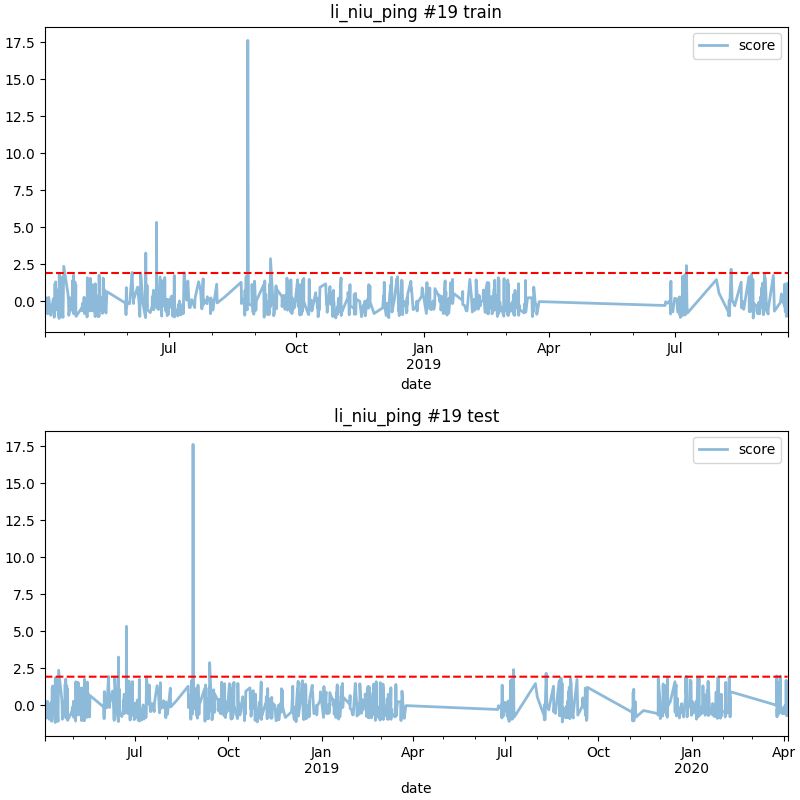 li_niu_ping #19 train
score
17.5
15.0
12.5
10.0
7.5
5.0
2.5
0.0
Jul Oct Jan Apr Jul
2019
date
li_niu_ping #19 test
score
17.5
15.0
12.5
10.0
7.5
5.0
2.5
0.0
Jul Oct Jan Apr Jul Oct Jan Apr
2019 2020
date